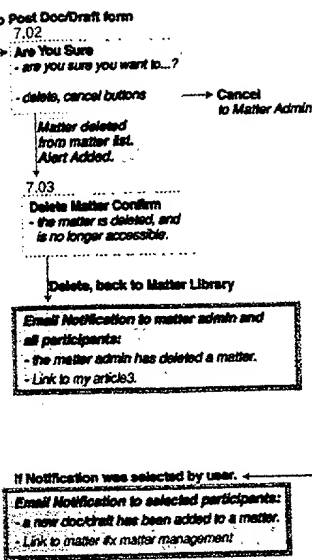 o Post Doc/Draft form
7.02
Are You Sure
- are you sure you want to...?
- delete, cancel buttons
Cancel
to Matter Admin
Matter deleted
from matter list.
Alert Added.
7.03
Delete Matter Confirm
- the matter is deleted, and
is no longer accessible.
Delete, back to Matter Library
Email Notification to matter admin and
all participants:
- the matter admin has deleted a matter.
- Link to my article3.
If Notification was selected by user.
Email Notification to selected participants:
- a new doc/draft has been added to a matter.
- Link to matter matter management